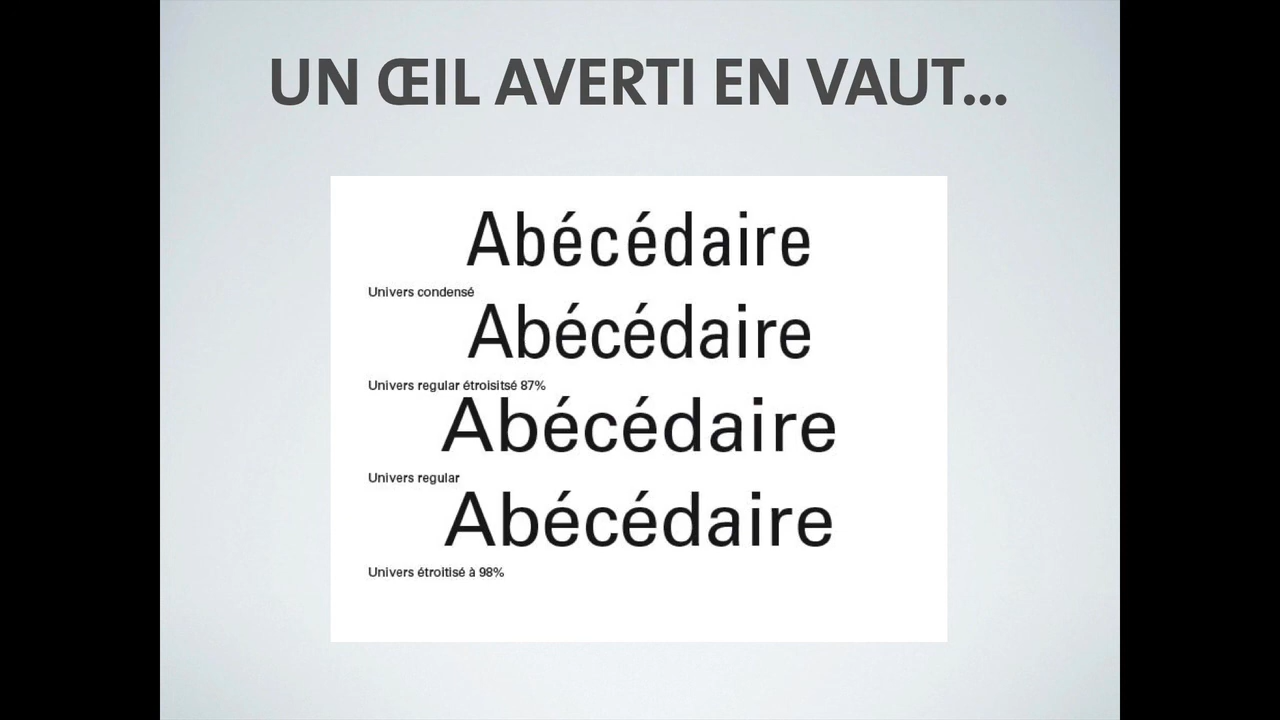 UN ŒIL AVERTI EN VAUT...
Abécédaire
Univers condensé
Abécédaire
Univers regular étroisitsé 87%
Abécédaire
Univers regular
Abécédaire
Univers étroitisé à 98%